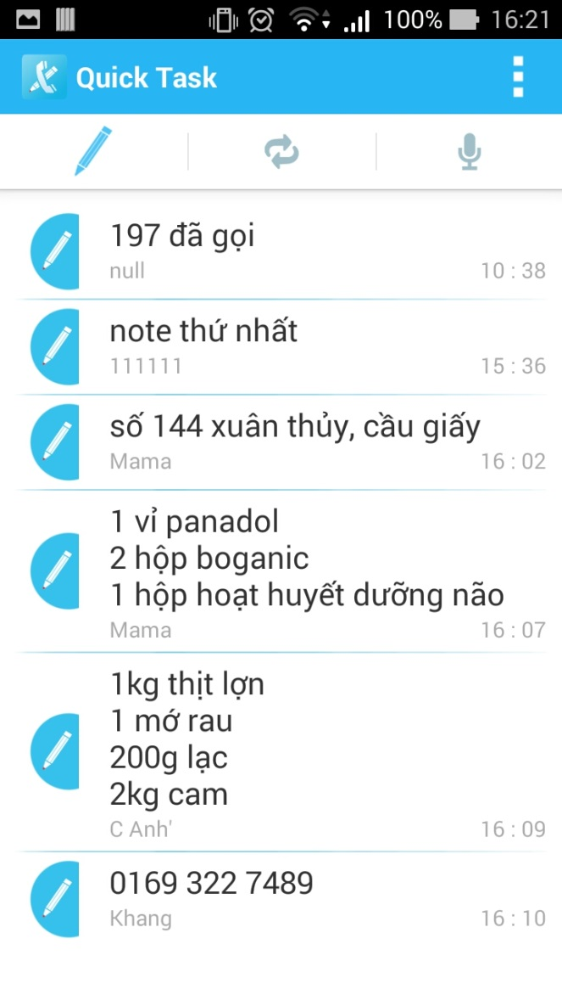 100% 16:21
Quick Task
197 đã gọi
null 10 : 38
note thứ nhất
111111 15 : 36
số 144 xuân thủy, cầu giấy
Mama 16 : 02
1 vỉ panadol
2 hộp boganic
1 hộp hoạt huyết dưỡng não
Mama 16 : 07
1kg thịt lợn
1 mớ rau
200g lạc
2kg cam
C Anh' 16 : 09
0169 322 7489
Khang 16 : 10